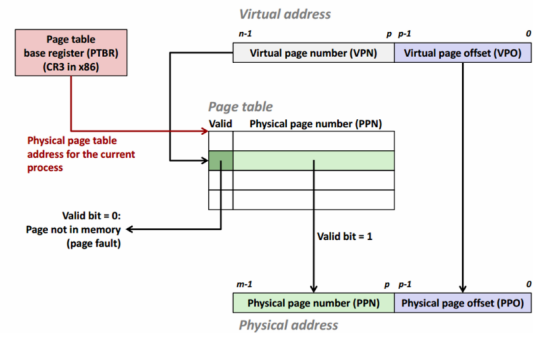 Virtual address
Page table
base register (PTBR)
(CR3 in x86)
n-1 p p-1 0
Virtual page number (VPN) Virtual page offset (VPO)
Page table
Valid Physical page number (PPN)
Physical page table
address for the current
process
Valid bit = 0:
Page not in memory
(page fault)
Valid bit = 1
m-1 p p-1 0
Physical page number (PPN) Physical page offset (PPO)
Physical address